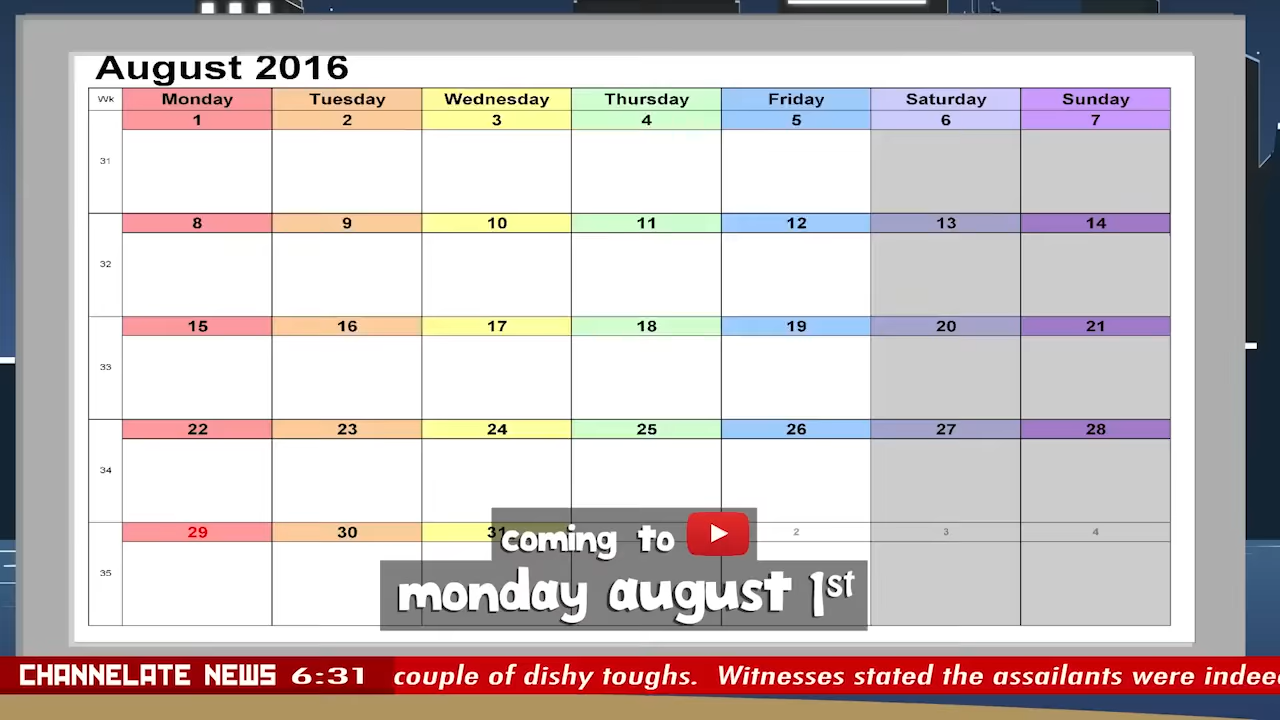 August 2016
Wk Monday Tuesday Wednesday Thursday Friday Saturday Sunday
1 2 3 4 5 6 7
31
8 9 10 11 12 13 14
32
15 16 17 18 19 20 21
33
22 23 24 25 26 27 28
34
29 30 31 2 3 4
coming to
35
monday august 1st
CHANNELATE NEWS 6:31 couple of dishy toughs. Witnesses stated the assailants were indee